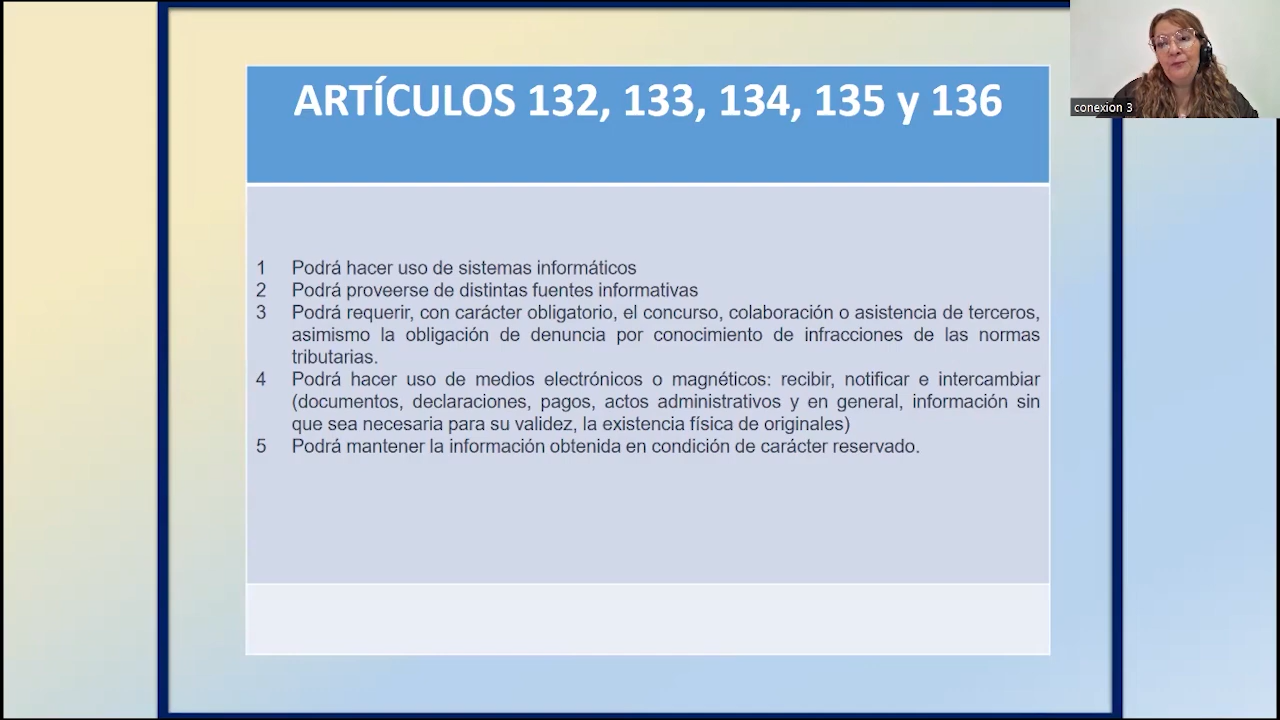 ARTÍCULOS 132, 133, 134, 135 y 136
conexion 3
1 Podrá hacer uso de sistemas informáticos
2 Podrá proveerse de distintas fuentes informativas
3 Podrá requerir, con carácter obligatorio, el concurso, colaboración o asistencia de terceros,
asimismo la obligación de denuncia por conocimiento de infracciones de las normas
tributarias.
4 Podrá hacer uso de medios electrónicos o magnéticos: recibir, notificar e intercambiar
(documentos, declaraciones, pagos, actos administrativos y en general, información sin
que sea necesaria para su validez, la existencia física de originales)
5 Podrá mantener la información obtenida en condición de carácter reservado.